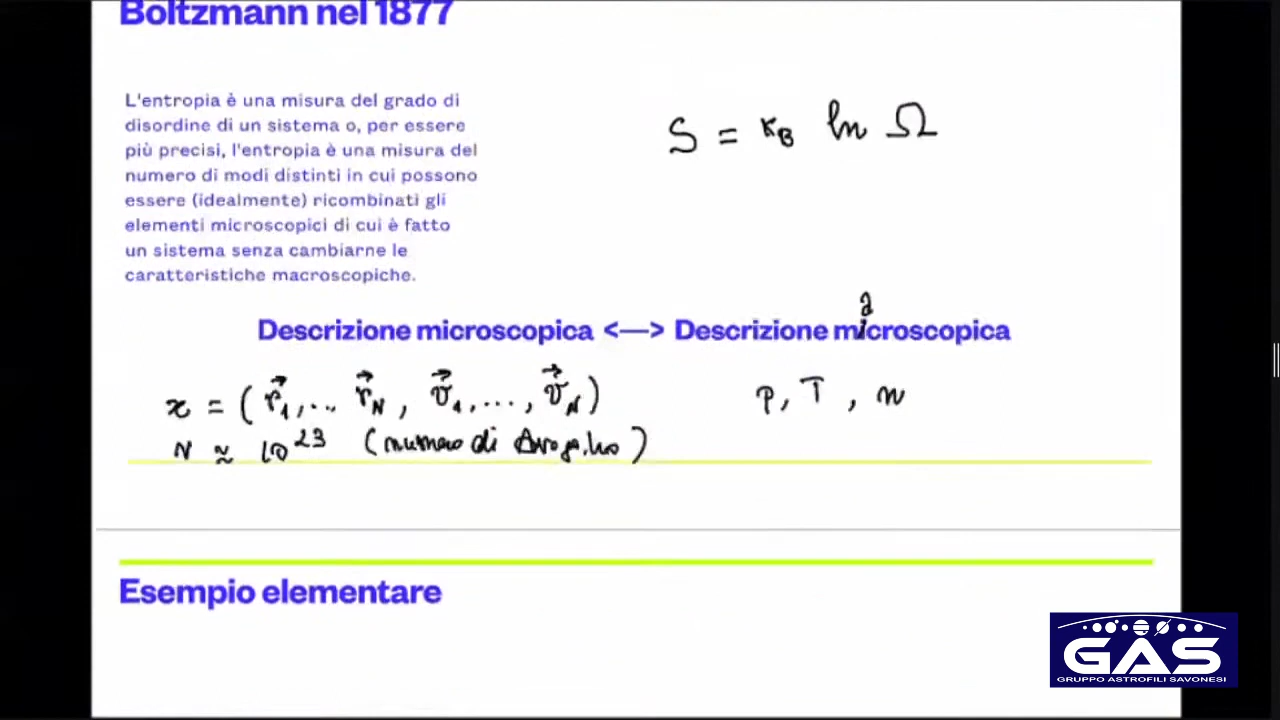 Boltzmann nel 1877
L'entropia è una misura del grado di
disordine di un sistema o, per essere
più precisi, l'entropia è una misura del
numero di modi distinti in cui possono
essere (idealmente) ricombinati gli
elementi microscopici di cui è fatto
un sistema senza cambiarne le
caratteristiche macroscopiche.
S = k_B ln Ω
a
Descrizione microscopica <—> Descrizione microscopica
x = ( r⃗_1, ... r⃗_N , v⃗_1, ..., v⃗_N )
P, T, n
N ≈ 10^23 (numero di Avogadro)
Esempio elementare
GAS
GRUPPO ASTROFILI SAVONESI